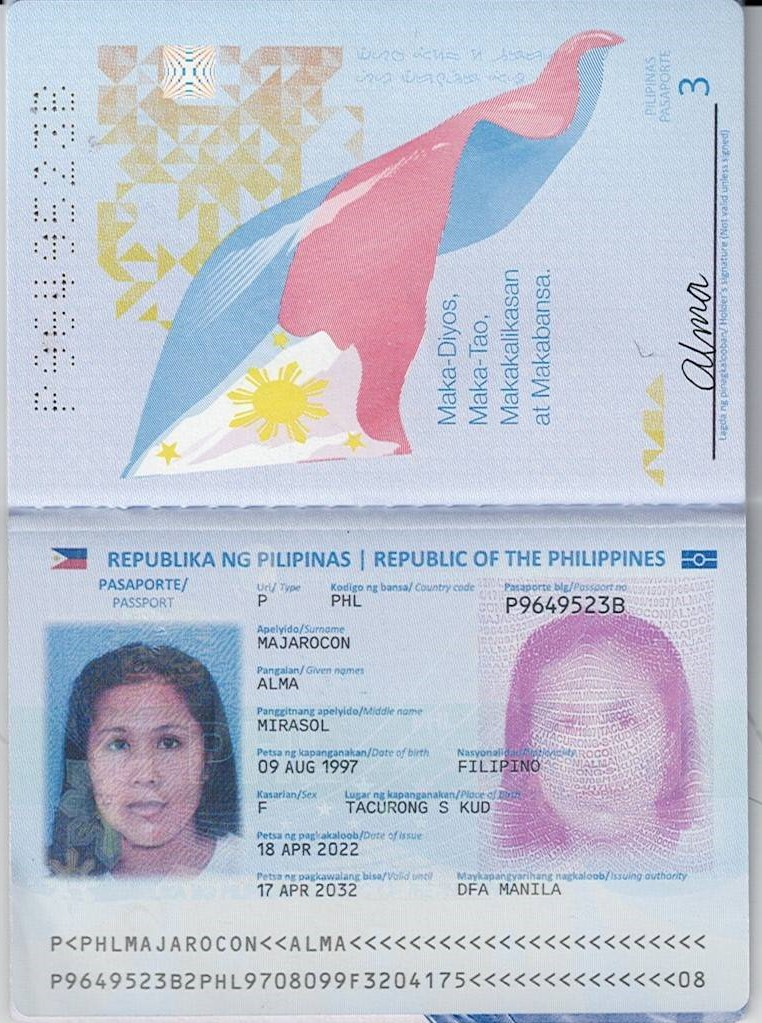 P9649523B
PILIPINAS
PASAPORTE
3
Maka-Diyos,
Maka-Tao,
Makakalikasan
at Makabansa.
Alma
Lagda ng pinagkalooban/ Holder's signature (Not valid unless signed)
REPUBLIKA NG PILIPINAS | REPUBLIC OF THE PHILIPPINES
PASAPORTE/
PASSPORT
Uri/ Type
Kodigo ng bansa/ Country code
Pasaporte blg/Passport no
P
PHL
P9649523B
Apelyido/Surname
MAJAROCON
Pangalan/ Given names
ALMA
Panggitnang apelyido/Middle name
MIRASOL
Petsa ng kapanganakan/Date of birth
Nasyonalidad/Nationality
09 AUG 1997
FILIPINO
Kasarian/Sex
Lugar ng kapanganakan/Place of Birth
F
TACURONG S KUD
Petsa ng pagkakaloob/Date of issue
18 APR 2022
Petsa ng pagkawalang bisa/Valid until
Maykapangyarihang nagkaloob/ Issuing authority
17 APR 2032
DFA MANILA
P<PHLMAJAROCON<<ALMA<<<<<<<<<<<<<<<<<<<<<<<<
P9649523B2PHL9708099F3204175<<<<<<<<<<<<<<08